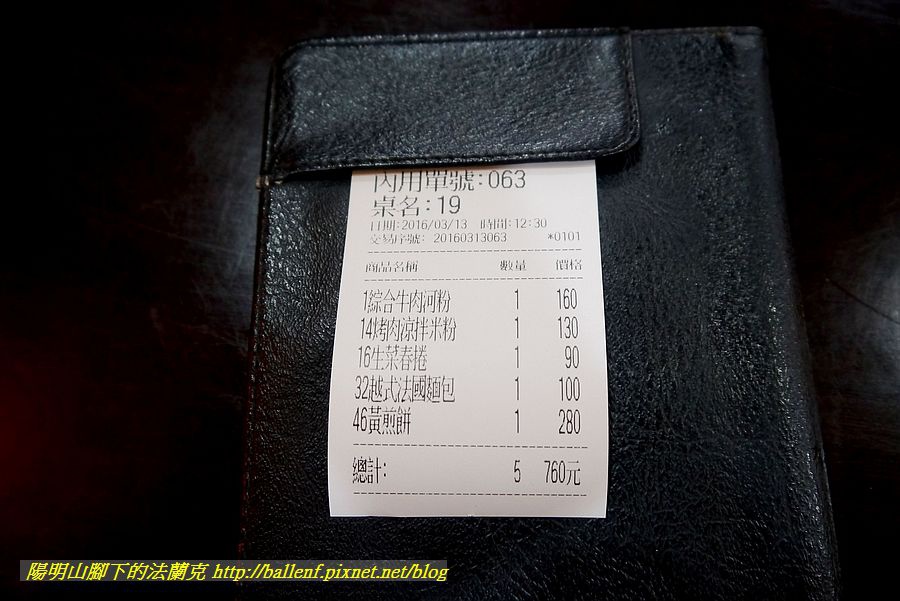 內用單號:063
桌名:19
日期:2016/03/13 時間:12:30
交易序號: 20160313063 *0101
商品名稱 數量 價格
1綜合牛肉河粉 1 160
14烤肉涼拌米粉 1 130
16生菜春捲 1 90
32越式法國麵包 1 100
46黃煎餅 1 280
總計: 5 760元
陽明山腳下的法蘭克 http://ballenf.pixnet.net/blog